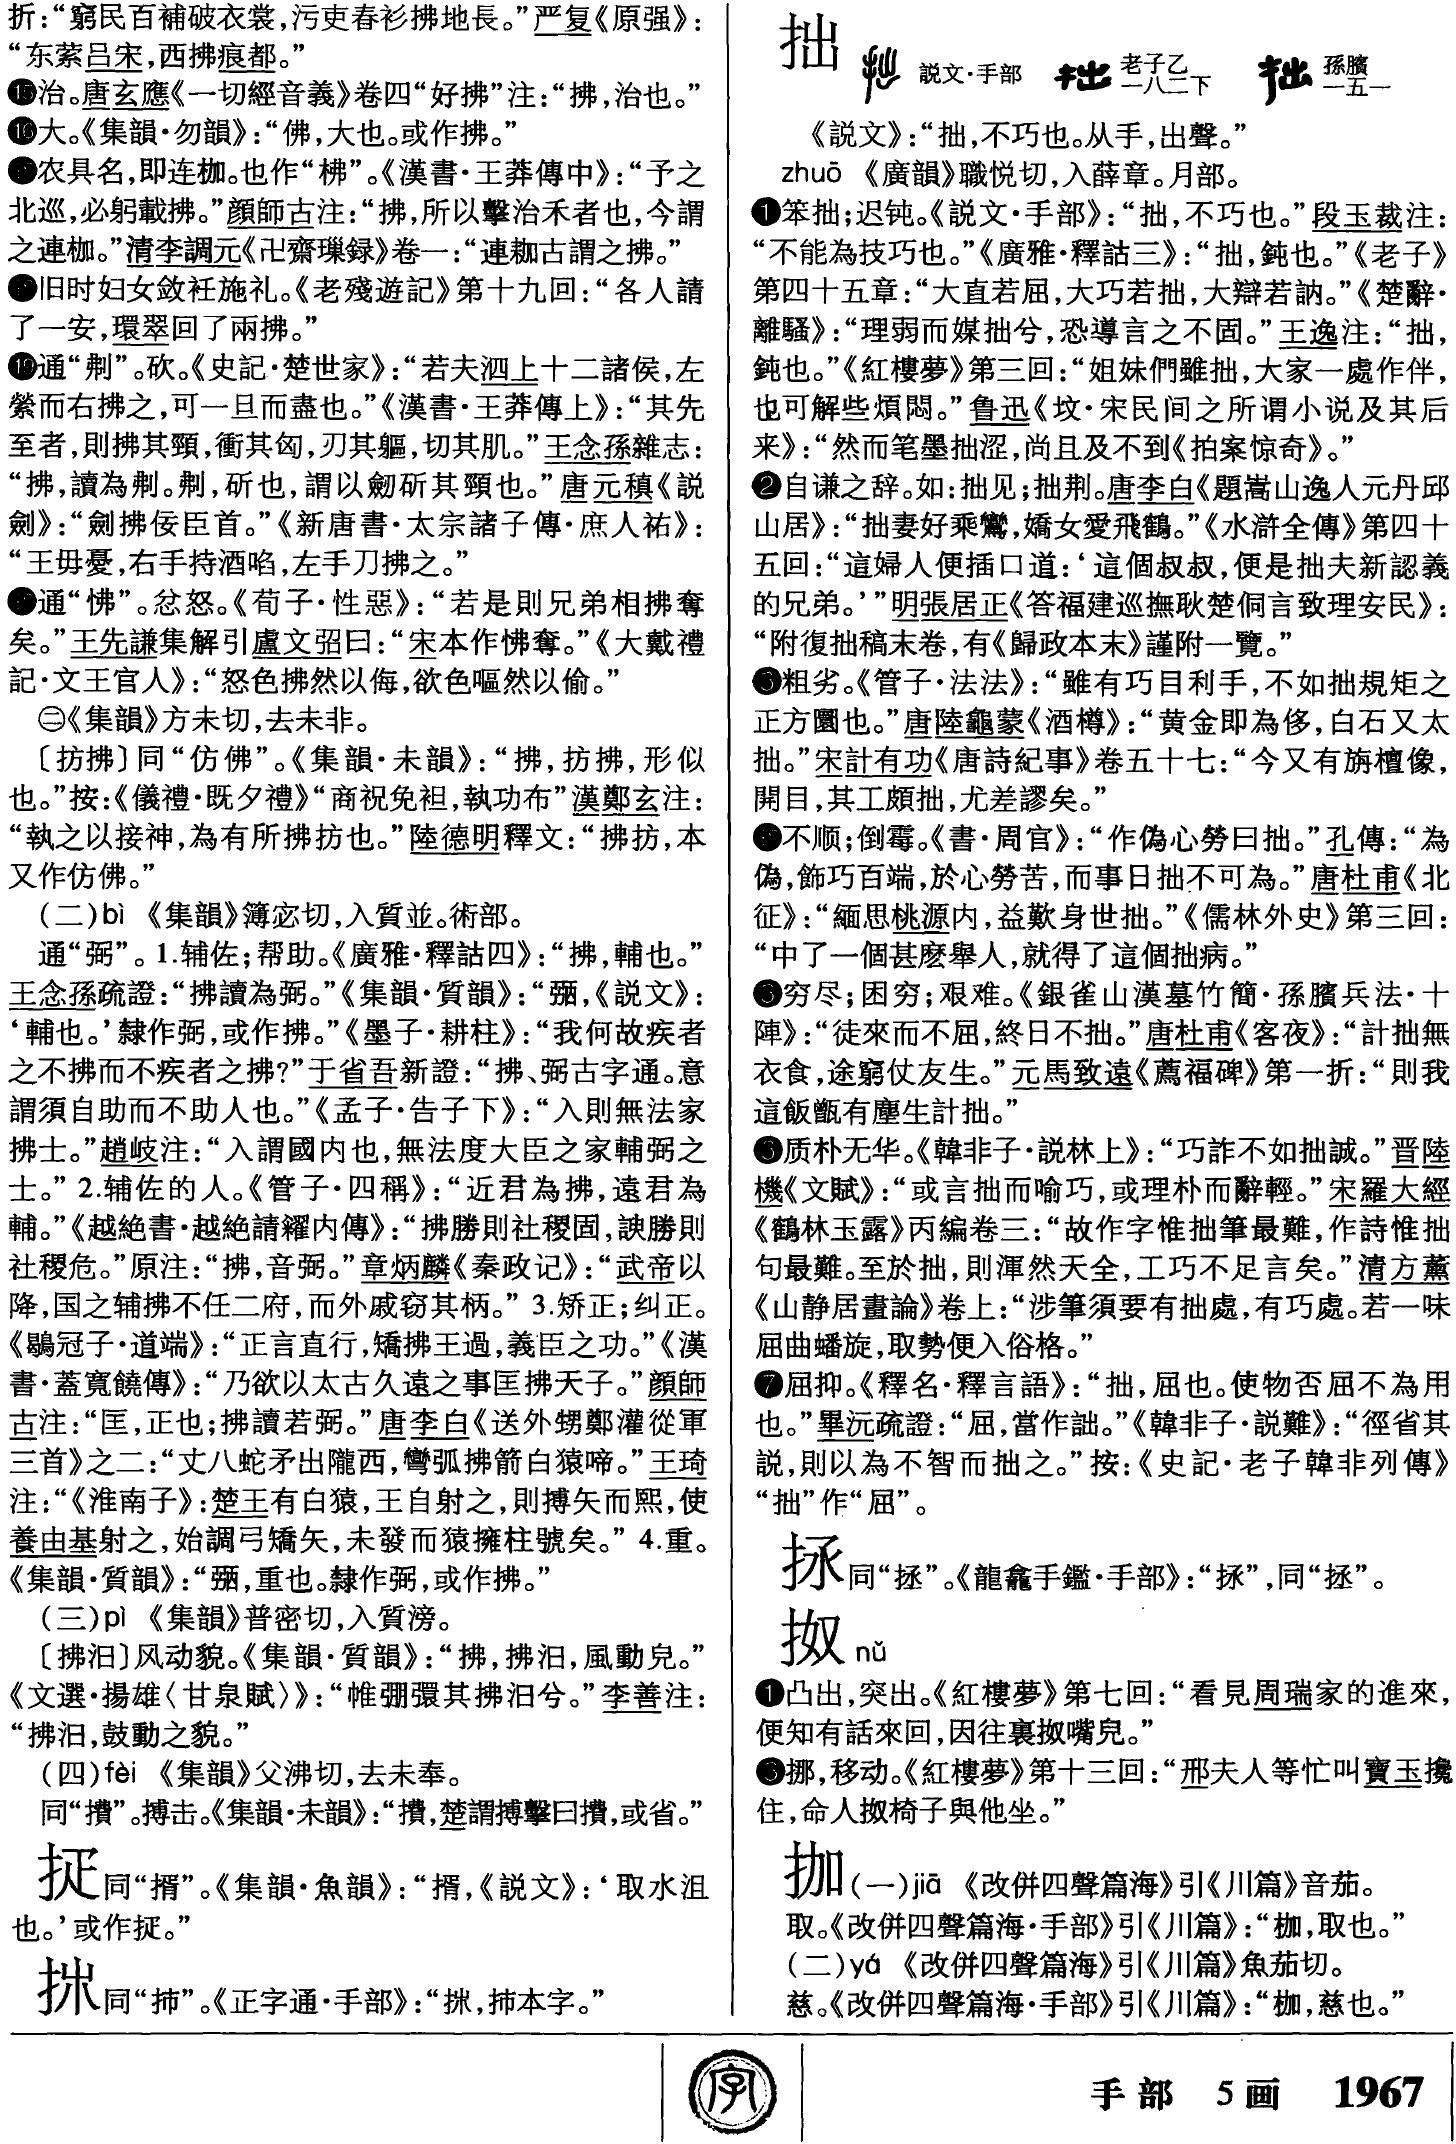 折：“窮民百補破衣裳，污吏春衫拂地長。”严复《原强》：
“东萦吕宋，西拂痕都。”
⓯治。唐玄應《一切經音義》卷四“好拂”注：“拂，治也。”
⓰大。《集韻·勿韻》：“佛，大也。或作拂。”
农具名，即连枷。也作“梻”。《漢書·王莽傳中》：“予之
北巡，必躬載拂。”顔師古注：“拂，所以擊治禾者也，今謂
之連枷。”清李調元《卍齋璅録》卷一：“連耞古謂之拂。”
旧时妇女敛衽施礼。《老殘遊記》第十九回：“各人請
了一安，環翠回了兩拂。”
⓳通“刜”。砍。《史記·楚世家》：“若夫泗上十二諸侯，左
縈而右拂之，可一旦而盡也。”《漢書·王莽傳上》：“其先
至者，則拂其頸，衝其匈，刃其軀，切其肌。”王念孫雜志：
“拂，讀為刜。刜，斫也，謂以劒斫其頸也。”唐元稹《説
劍》：“劍拂佞臣首。”《新唐書·太宗諸子傳·庶人祐》：
“王毋憂，右手持酒啗，左手刀拂之。”
通“怫”。忿怒。《荀子·性惡》：“若是則兄弟相拂奪
矣。”王先謙集解引盧文弨曰：“宋本作怫奪。”《大戴禮
記·文王官人》：“怒色拂然以侮，欲色嘔然以偷。”
㊁《集韻》方未切，去未非。
〔彷拂〕同“仿佛”。《集韻·未韻》：“拂，㧍拂，形似
也。”按：《儀禮·既夕禮》“商祝免袒，執功布”漢鄭玄注：
“執之以接神，為有所拂㧍也。”陸德明釋文：“拂㧍，本
又作仿佛。”
（二）bì 《集韻》簿宓切，入質並。術部。
通“弼”。1.辅佐；帮助。《廣雅·釋詁四》：“拂，輔也。”
王念孫疏證：“拂讀為弼。”《集韻·質韻》：“弻，《説文》：
‘輔也。’隸作弼，或作拂。”《墨子·耕柱》：“我何故疾者
之不拂而不疾者之拂？”于省吾新證：“拂、弼古字通。意
謂須自助而不助人也。”《孟子·告子下》：“入則無法家
拂士。”趙岐注：“入謂國内也，無法度大臣之家輔弼之
士。” 2.辅佐的人。《管子·四稱》：“近君為拂，遠君為
輔。”《越絶書·越絶請糴内傳》：“拂勝則社稷固，諛勝則
社稷危。”原注：“拂，音弼。”章炳麟《秦政记》：“武帝以
降，国之辅拂不任二府，而外戚窃其柄。” 3.矫正；纠正。
《鶡冠子·道端》：“正言直行，矯拂王過，義臣之功。”《漢
書·蓋寬饒傳》：“乃欲以太古久遠之事匡拂天子。”顔師
古注：“匡，正也；拂讀若弼。”唐李白《送外甥鄭灌從軍
三首》之二：“丈八蛇矛出隴西，彎弧拂箭白猿啼。”王琦
注：“《淮南子》：楚王有白猿，王自射之，則搏矢而熙，使
養由基射之，始調弓矯矢，未發而猿擁柱號矣。” 4.重。
《集韻·質韻》：“弻，重也。隸作弼，或作拂。”
（三）pì 《集韻》普密切，入質滂。
〔拂汨〕风动貌。《集韻·質韻》：“拂，拂汨，風動皃。”
《文選·揚雄〈甘泉賦〉》：“帷弸彋其拂汨兮。”李善注：
“拂汨，鼓動之貌。”
（四）fèi 《集韻》父沸切，去未奉。
同“㩌”。搏击。《集韻·未韻》：“㩌，楚謂搏擊曰㩌，或省。”
㧸同“揟”。《集韻·魚韻》：“揟，《説文》：‘取水沮
也。’或作㧸。”
同“抪”。《正字通·手部》：“抪本字。”
拙 説文·手部 老子乙一八二下 孫臏一五一
《説文》：“拙，不巧也。从手，出聲。”
zhuō 《廣韻》職悦切，入薛章。月部。
❶笨拙；迟钝。《説文·手部》：“拙，不巧也。”段玉裁注：
“不能為技巧也。”《廣雅·釋詁三》：“拙，鈍也。”《老子》
第四十五章：“大直若屈，大巧若拙，大辯若訥。”《楚辭·
離騷》：“理弱而媒拙兮，恐導言之不固。”王逸注：“拙，
鈍也。”《紅樓夢》第三回：“姐妹們雖拙，大家一處作伴，
也可解些煩悶。”鲁迅《坟·宋民间之所谓小说及其后
来》：“然而笔墨拙涩，尚且及不到《拍案惊奇》。”
❷自谦之辞。如：拙见；拙荆。唐李白《題嵩山逸人元丹邱
山居》：“拙妻好乘鸞，嬌女愛飛鶴。”《水滸全傳》第四十
五回：“這婦人便插口道：‘這個叔叔，便是拙夫新認義
的兄弟。’”明張居正《答福建巡撫耿楚侗言致理安民》：
“附復拙稿末卷，有《歸政本末》謹附一覽。”
❸粗劣。《管子·法法》：“雖有巧目利手，不如拙規矩之
正方圜也。”唐陸龜蒙《酒樽》：“黄金即為侈，白石又太
拙。”宋計有功《唐詩紀事》卷五十七：“今又有旃檀像，
開目，其工頗拙，尤差謬矣。”
不顺；倒霉。《書·周官》：“作偽心勞日拙。”孔傳：“為
偽，飾巧百端，於心勞苦，而事日拙不可為。”唐杜甫《北
征》：“緬思桃源内，益歎身世拙。”《儒林外史》第三回：
“中了一個甚麽舉人，就得了這個拙病。”
穷尽；困穷；艰难。《銀雀山漢墓竹簡·孫臏兵法·十
陣》：“徒來而不屈，終日不拙。”唐杜甫《客夜》：“計拙無
衣食，途窮仗友生。”元馬致遠《薦福碑》第一折：“則我
這飯甑有塵生計拙。”
质朴无华。《韓非子·説林上》：“巧詐不如拙誠。”晋陸
機《文賦》：“或言拙而喻巧，或理朴而辭輕。”宋羅大經
《鶴林玉露》丙編卷三：“故作字惟拙筆最難，作詩惟拙
句最難。至於拙，則渾然天全，工巧不足言矣。”清方薰
《山静居畫論》卷上：“涉筆須要有拙處，有巧處。若一味
屈曲蟠旋，取勢便入俗格。”
❼屈抑。《釋名·釋言語》：“拙，屈也。使物否屈不為用
也。”畢沅疏證：“屈，當作詘。”《韓非子·説難》：“徑省其
説，則以為不智而拙之。”按：《史記·老子韓非列傳》
“拙”作“屈”。
拯同“拯”。《龍龕手鑑·手部》：“同“拯”。
㧢 nǔ
❶凸出，突出。《紅樓夢》第七回：“看見周瑞家的進來，
便知有話來回，因往裏㧢嘴兒。”
挪，移动。《紅樓夢》第十三回：“邢夫人等忙叫寶玉攙
住，命人㧢椅子與他坐。”
抲（一）jiā 《改併四聲篇海》引《川篇》音茄。
取。《改併四聲篇海·手部》引《川篇》：“取也。”
（二）yá 《改併四聲篇海》引《川篇》魚茄切。
慈。《改併四聲篇海·手部》引《川篇》：“慈也。”
字
手部 5画 1967